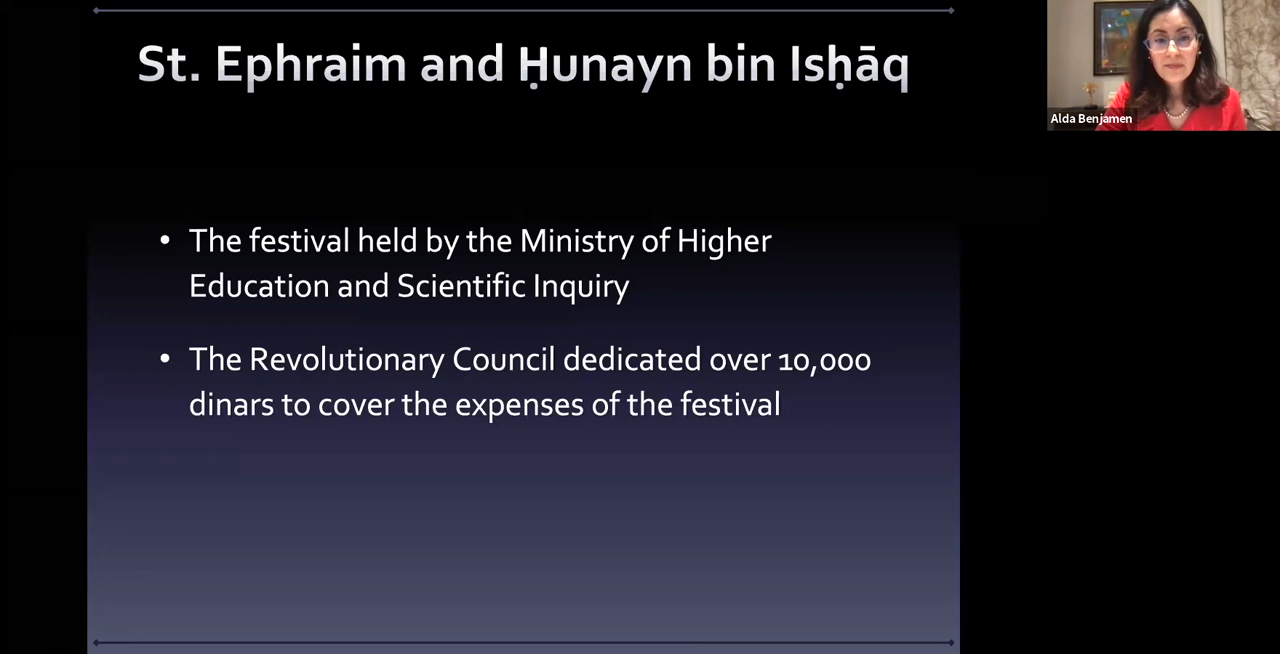 St. Ephraim and Ḥunayn bin Isḥāq
Alda Benjamen
• The festival held by the Ministry of Higher
Education and Scientific Inquiry
• The Revolutionary Council dedicated over 10,000
dinars to cover the expenses of the festival